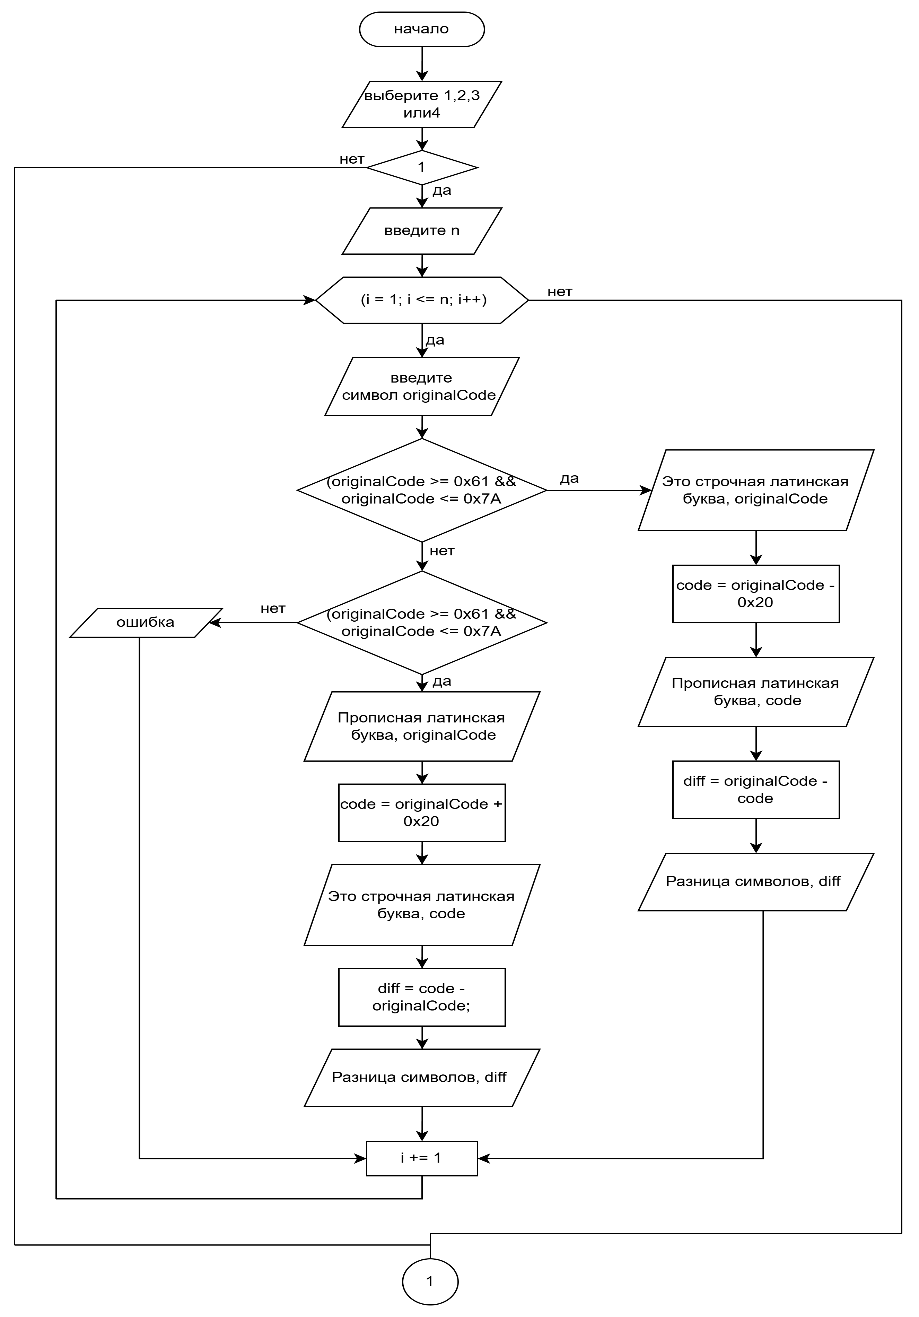 начало
выберите 1,2,3
или4
нет
1
да
введите n
(i = 1; i <= n; i++)
нет
да
введите
символ originalCode
(originalCode >= 0x61 &&
originalCode <= 0x7A
да
Это строчная латинская
буква, originalCode
нет
code = originalCode -
0x20
(originalCode >= 0x61 &&
originalCode <= 0x7A
нет
ошибка
да
Прописная латинская
буква, code
Прописная латинская
буква, originalCode
diff = originalCode -
code
code = originalCode +
0x20
Разница символов, diff
Это строчная латинская
буква, code
diff = code -
originalCode;
Разница символов, diff
i += 1
1